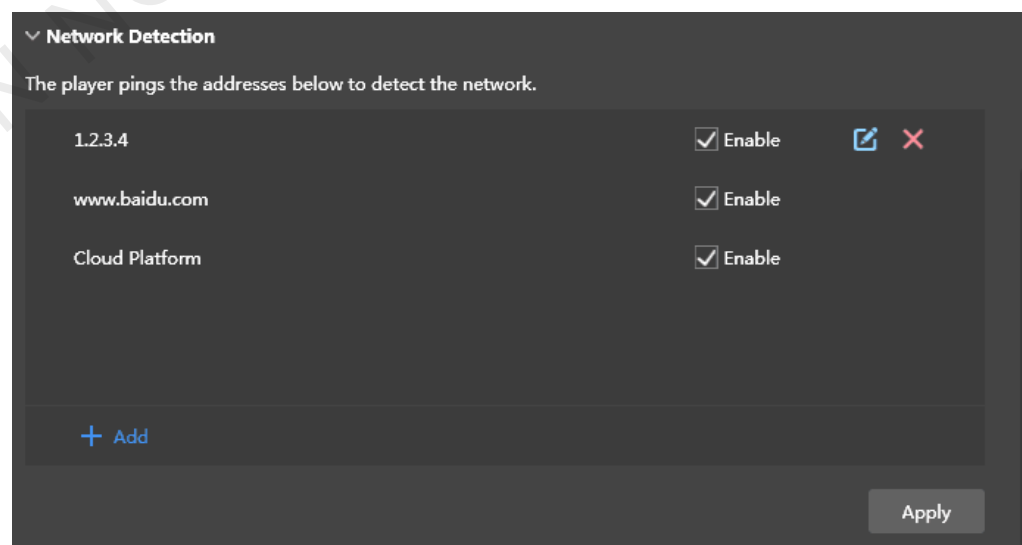 Network Detection
The player pings the addresses below to detect the network.
1.2.3.4 Enable
www.baidu.com Enable
Cloud Platform Enable
+ Add
Apply